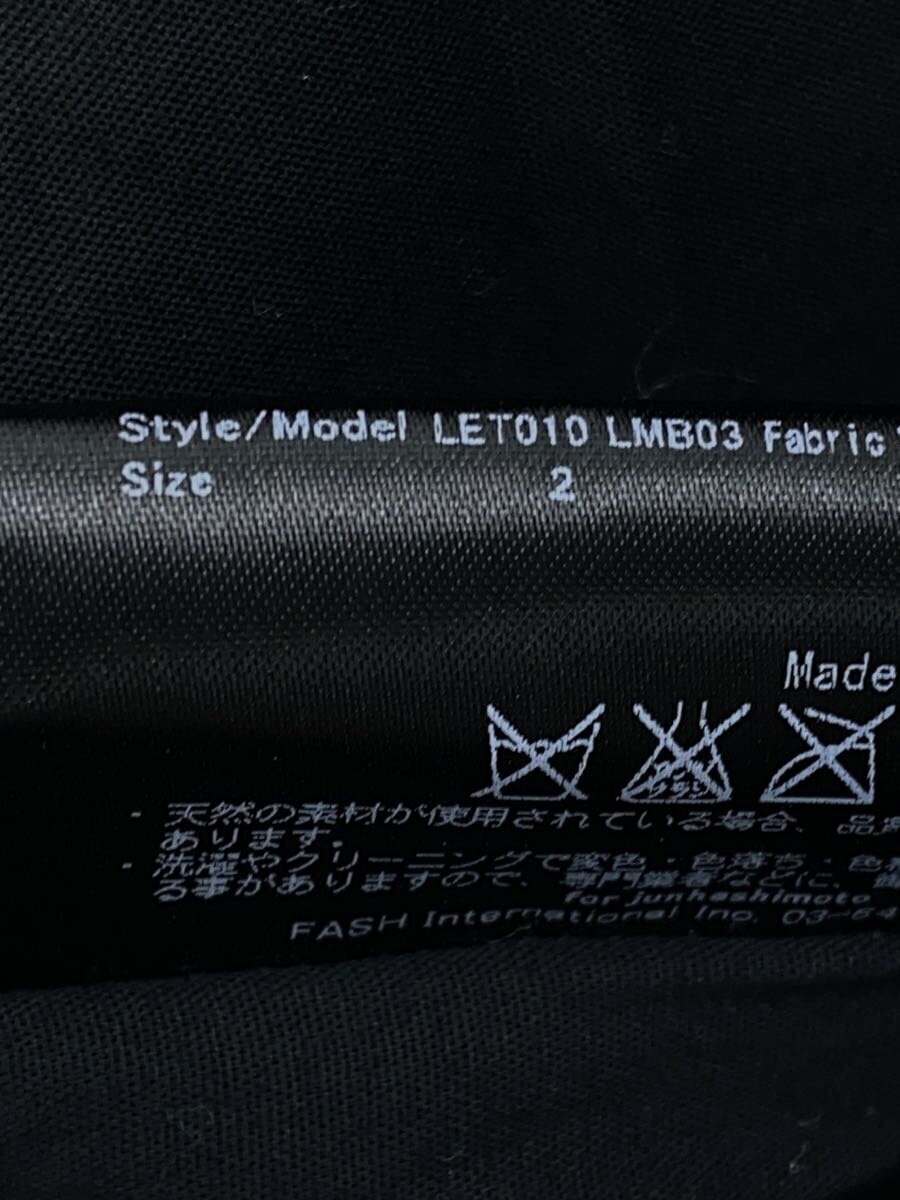 Style/Model LET010 LMB03 Fabric
Size 2
Made
- 天然の素材が使用されている場合、品
あります。
- 洗濯やクリーニングで変色・色落ち・色
る事がありますので、専門業者などに、
for junhashimoto
FASH International Inc. 03-64